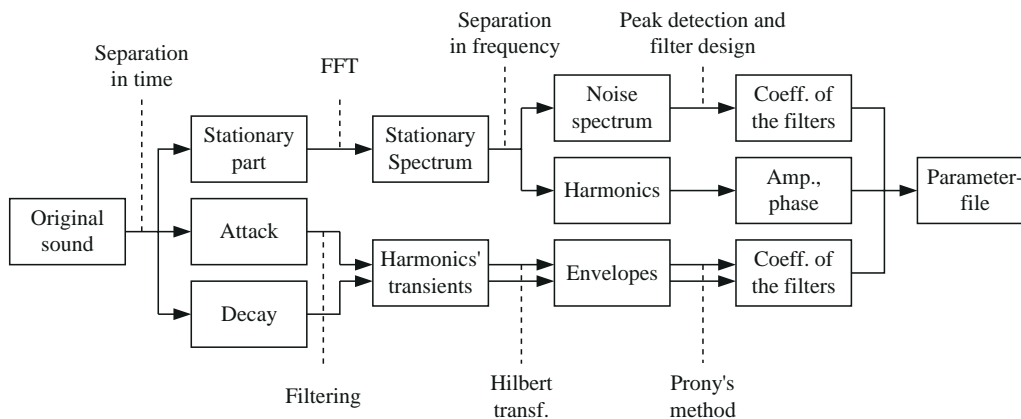 Separation
in time
FFT
Separation
in frequency
Peak detection and
filter design
Original
sound
Stationary
part
Attack
Decay
Stationary
Spectrum
Harmonics'
transients
Noise
spectrum
Harmonics
Envelopes
Coeff. of
the filters
Amp.,
phase
Coeff. of
the filters
Parameter-
file
Filtering
Hilbert
transf.
Prony's
method